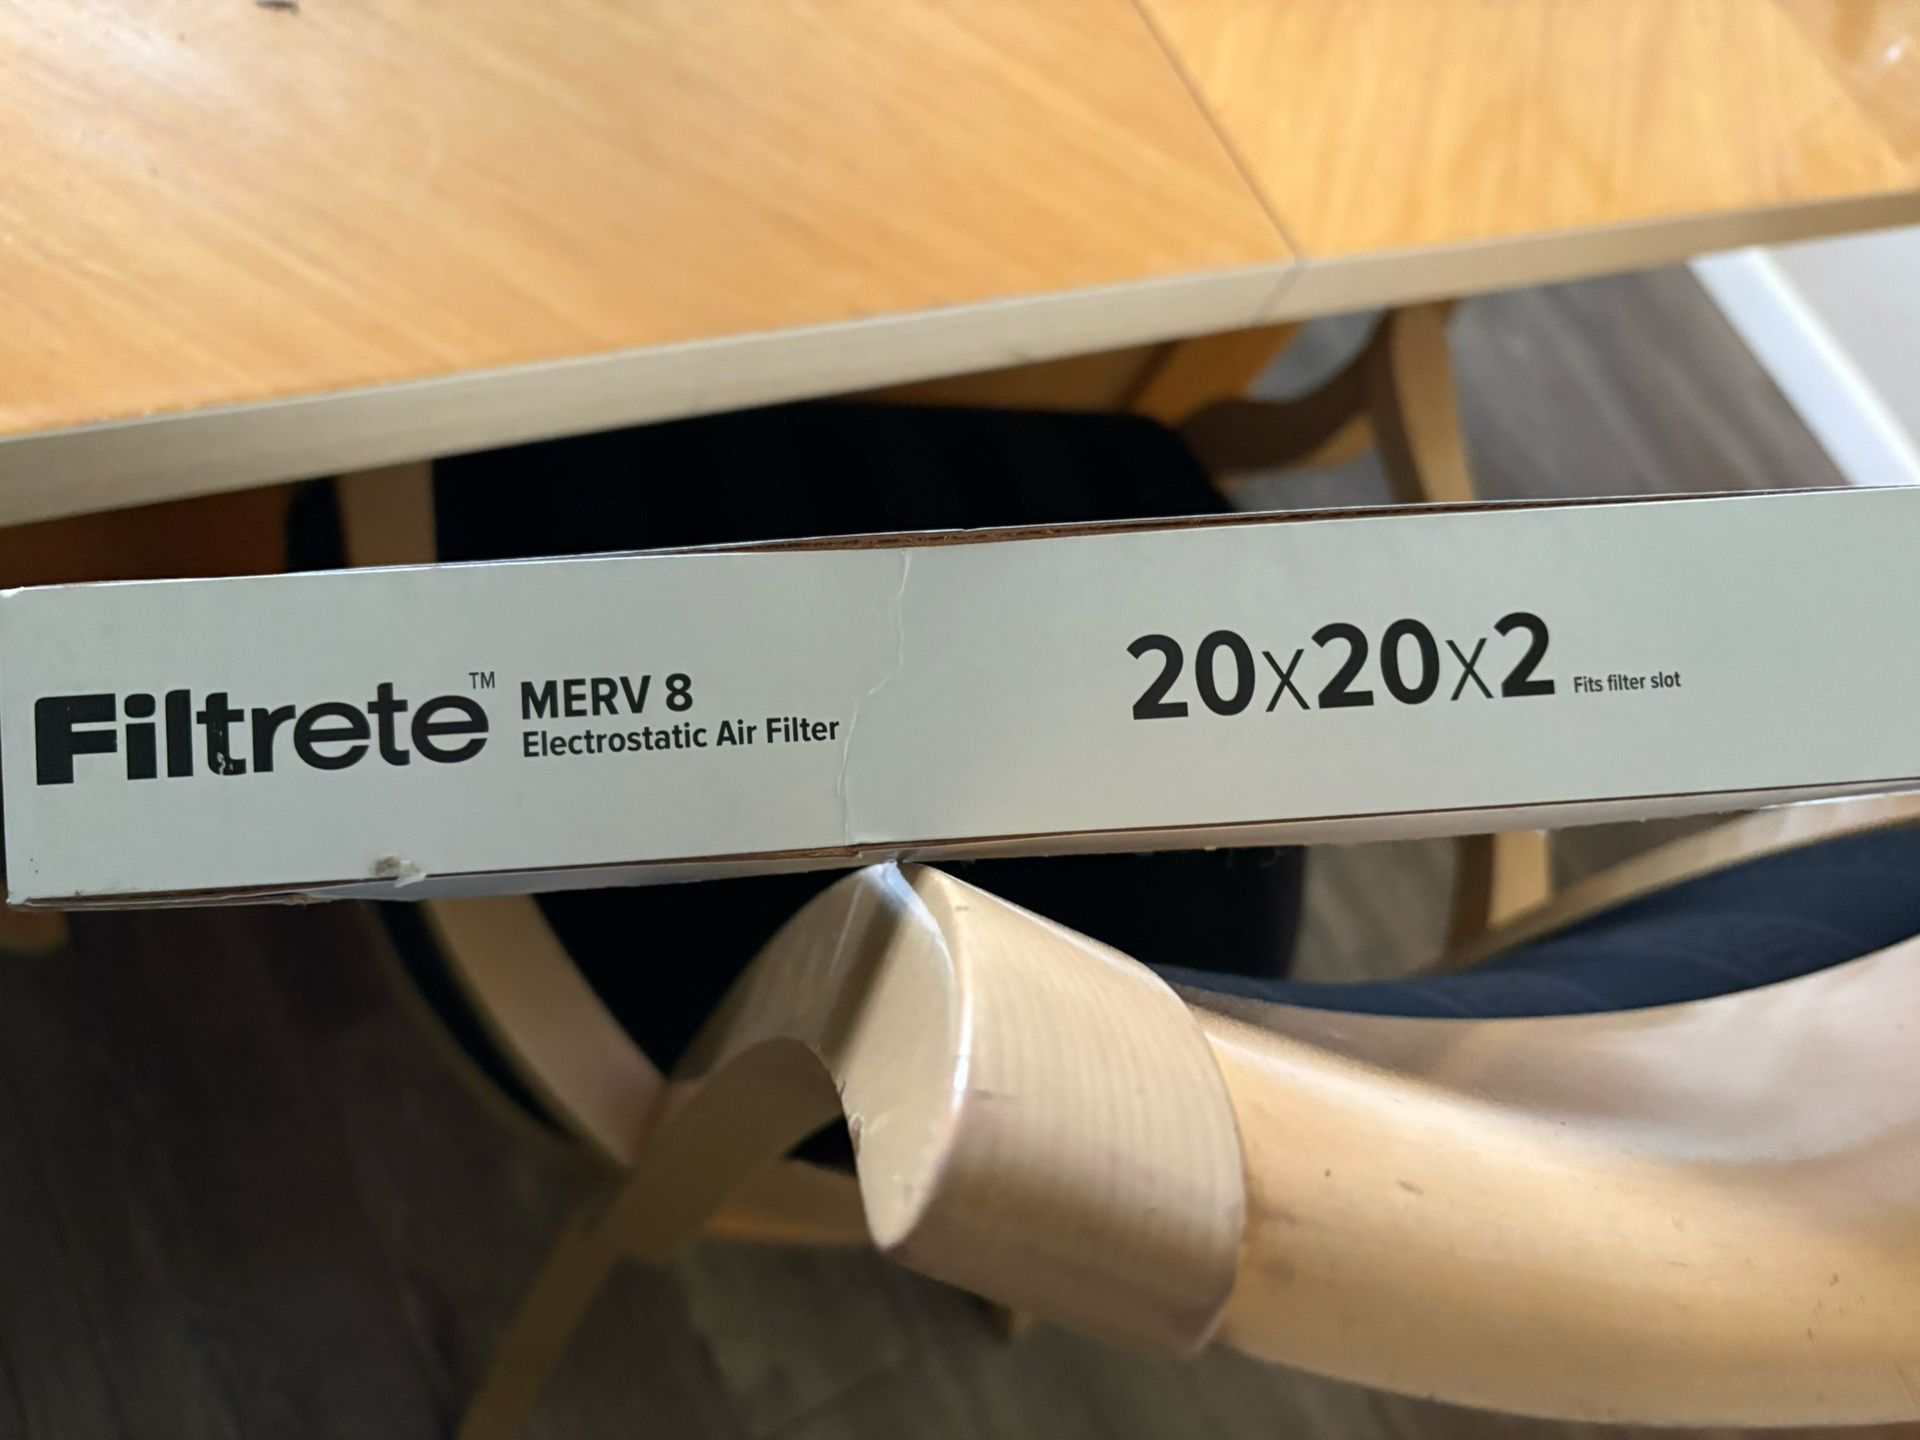 Filtrete™
MERV 8
Electrostatic Air Filter
20x20x2 Fits filter slot